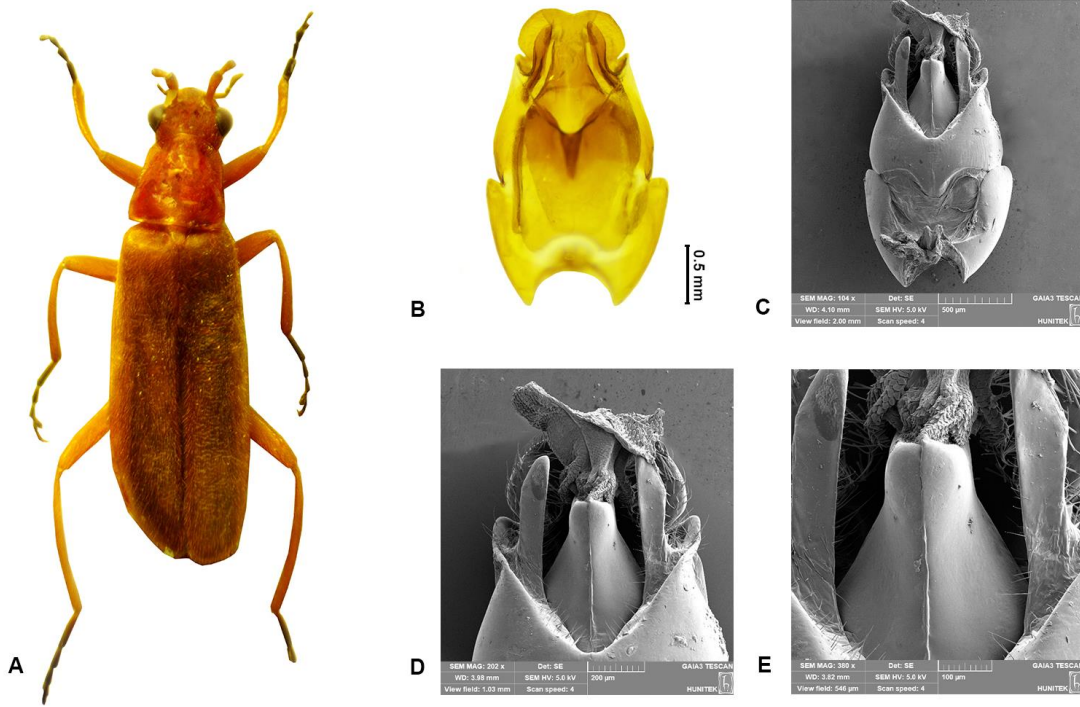 A
B
0.5 mm
C
SEM MAG: 104 x Det: SE GAIA3 TESCAN
WD: 4.10 mm SEM HV: 5.0 kV 500 µm
View field: 2.00 mm Scan speed: 4 HUNITEK
D
SEM MAG: 202 x Det: SE GAIA3 TESCAN
WD: 3.98 mm SEM HV: 5.0 kV 200 µm
View field: 1.03 mm Scan speed: 4 HUNITEK
E
SEM MAG: 380 x Det: SE GAIA3 TESCAN
WD: 3.82 mm SEM HV: 5.0 kV 100 µm
View field: 546 µm Scan speed: 4 HUNITEK